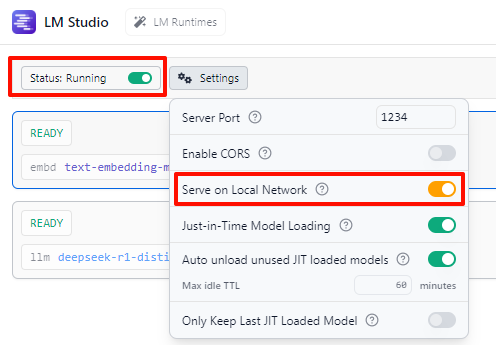 LM Studio
LM Runtimes
Status: Running
Settings
Server Port
1234
READY
Enable CORS
embd text-embedding-m
Serve on Local Network
Just-in-Time Model Loading
READY
Auto unload unused JIT loaded models
llm deepseek-r1-disti
Max idle TTL 60 minutes
Only Keep Last JIT Loaded Model